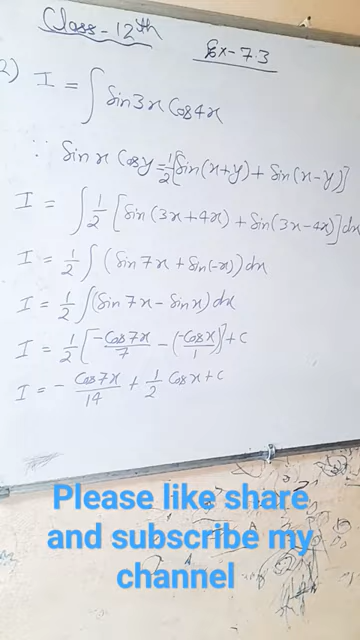 Class-12th
Ex-7.3
2) I = ∫ Sin3x Cos4x
∵ Sin x Cosy = 1/2[Sin(x+y) + Sin(x-y)]
I = ∫ 1/2 [Sin(3x+4x) + Sin(3x-4x)] dx
I = 1/2 ∫ (Sin7x + Sin(-x)) dx
I = 1/2 ∫ (Sin7x - Sinx) dx
I = 1/2 [-Cos7x/7 - (-Cosx)/1] + c
I = - Cos7x/14 + 1/2 Cosx + c
Please like share
and subscribe my
channel